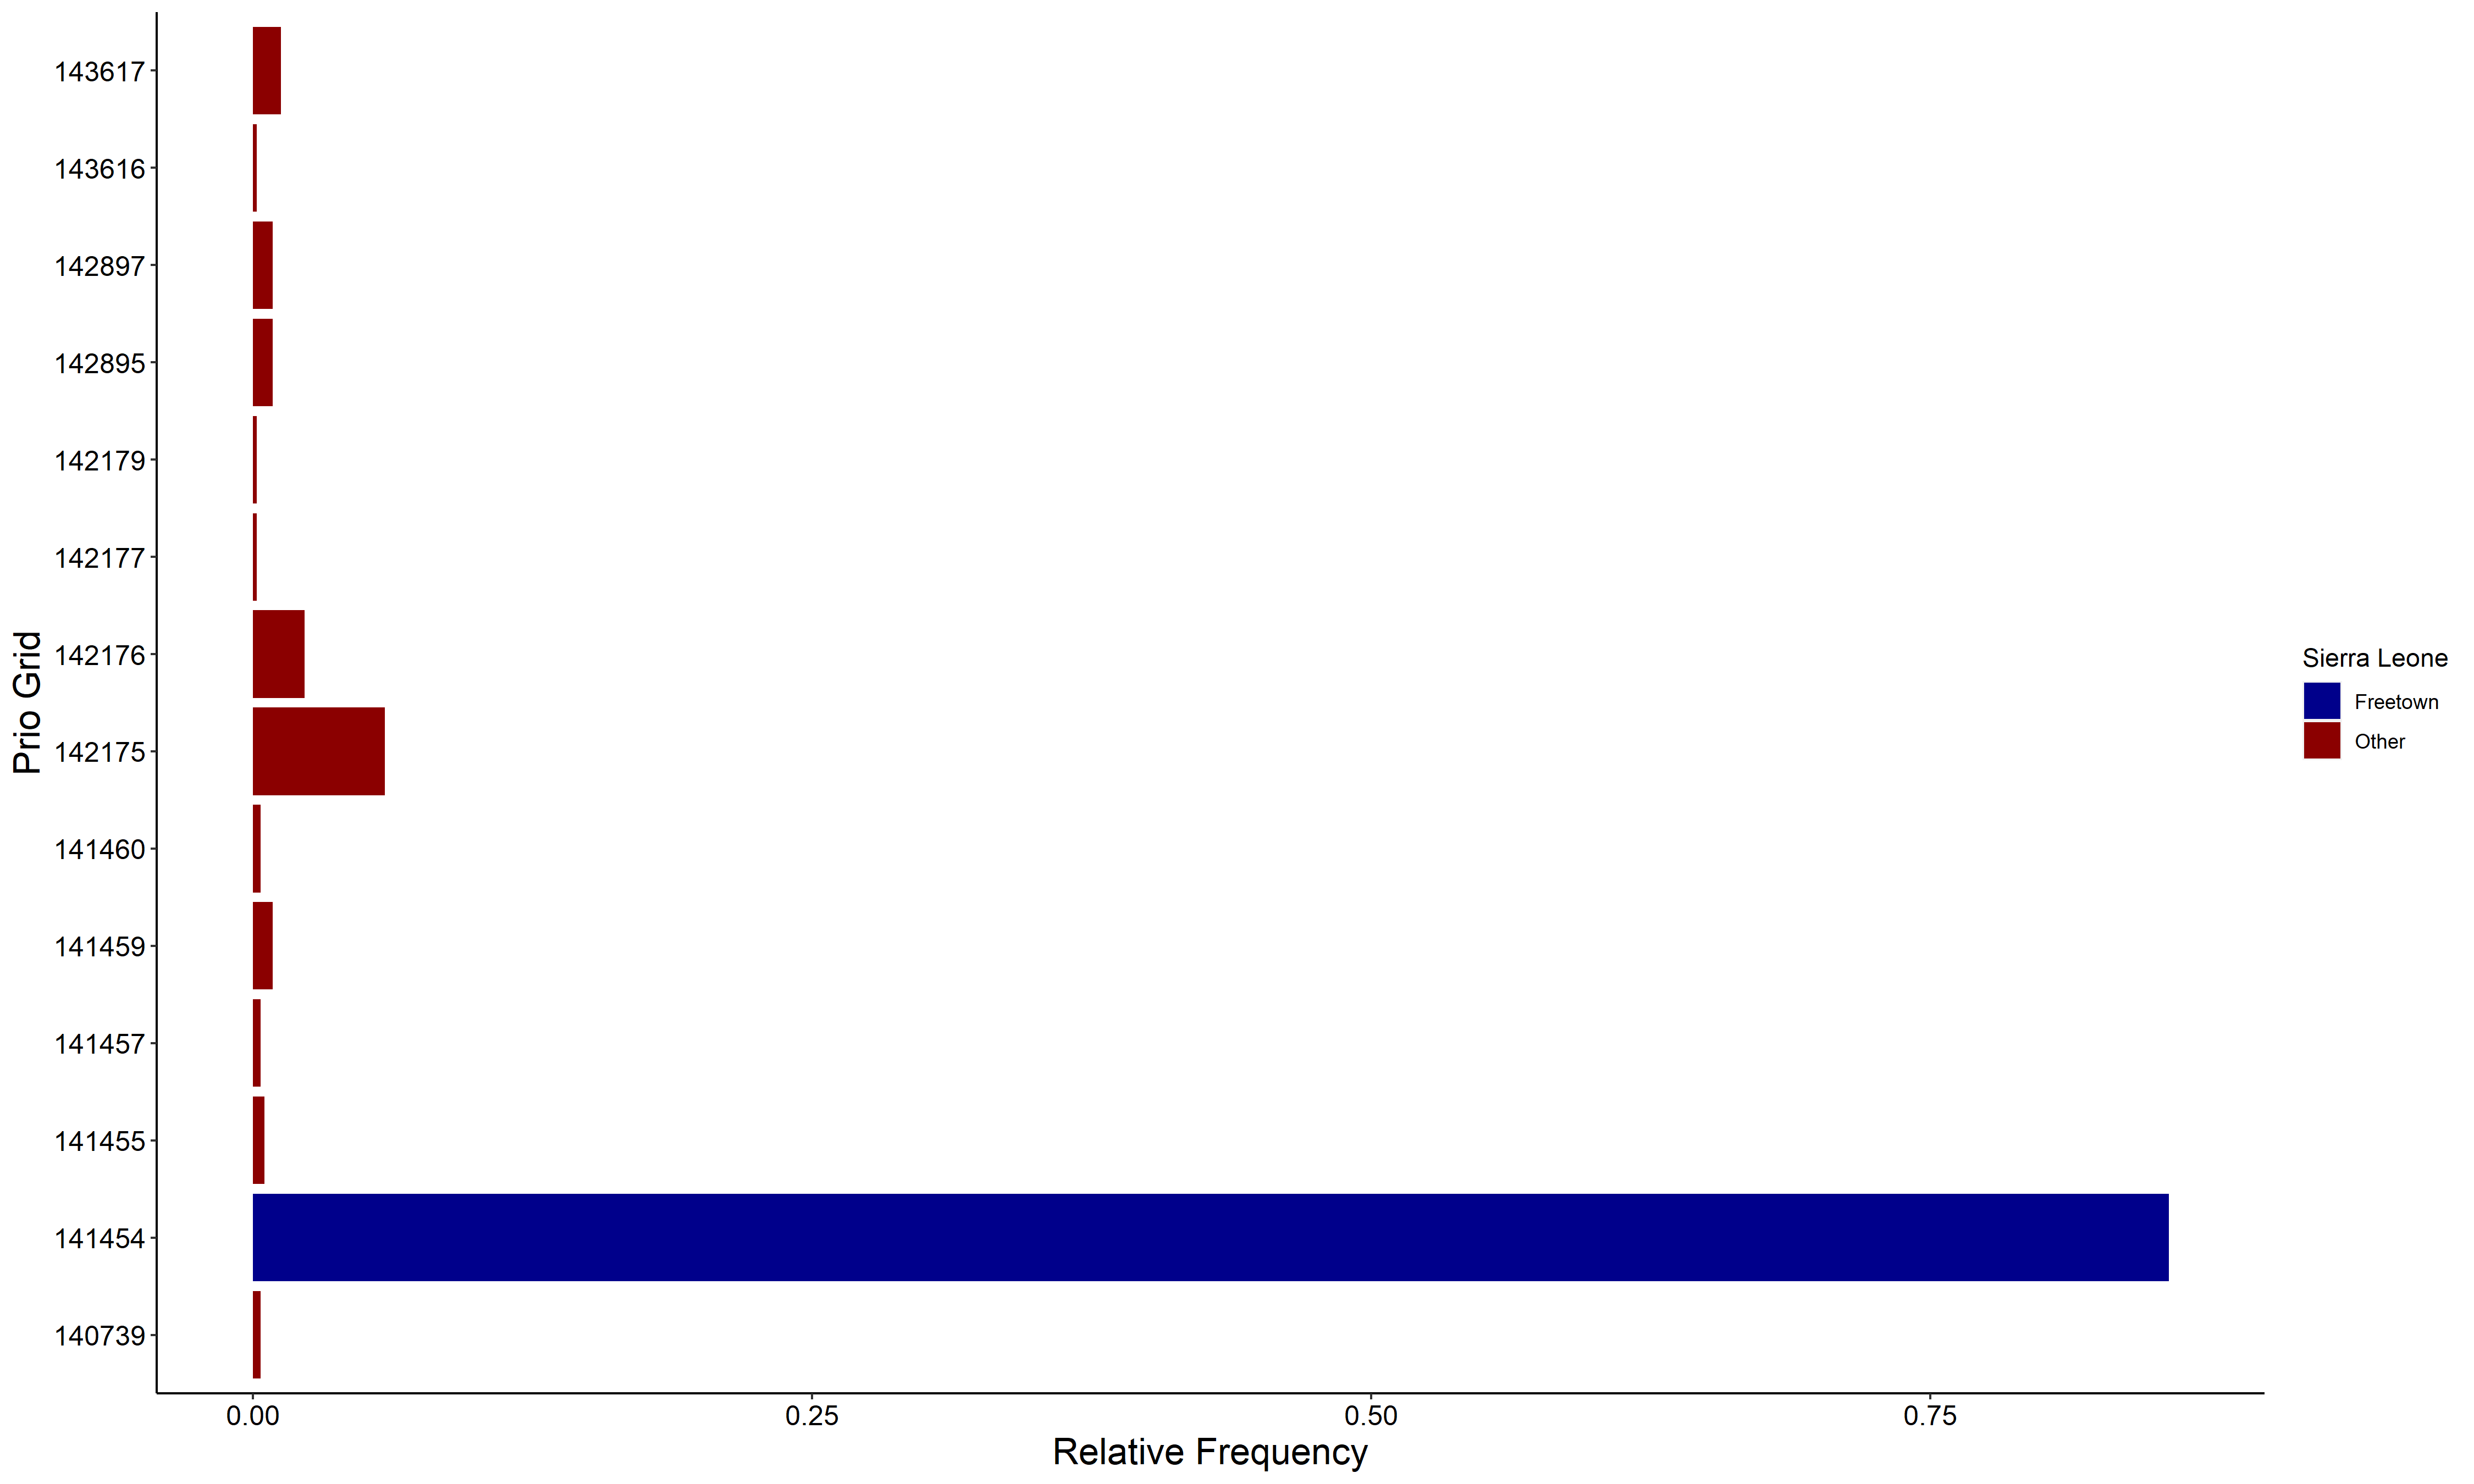 Prio Grid
143617
143616
142897
142895
142179
142177
142176
142175
141460
141459
141457
141455
141454
140739
0.00 0.25 0.50 0.75
Relative Frequency
Sierra Leone
Freetown
Other